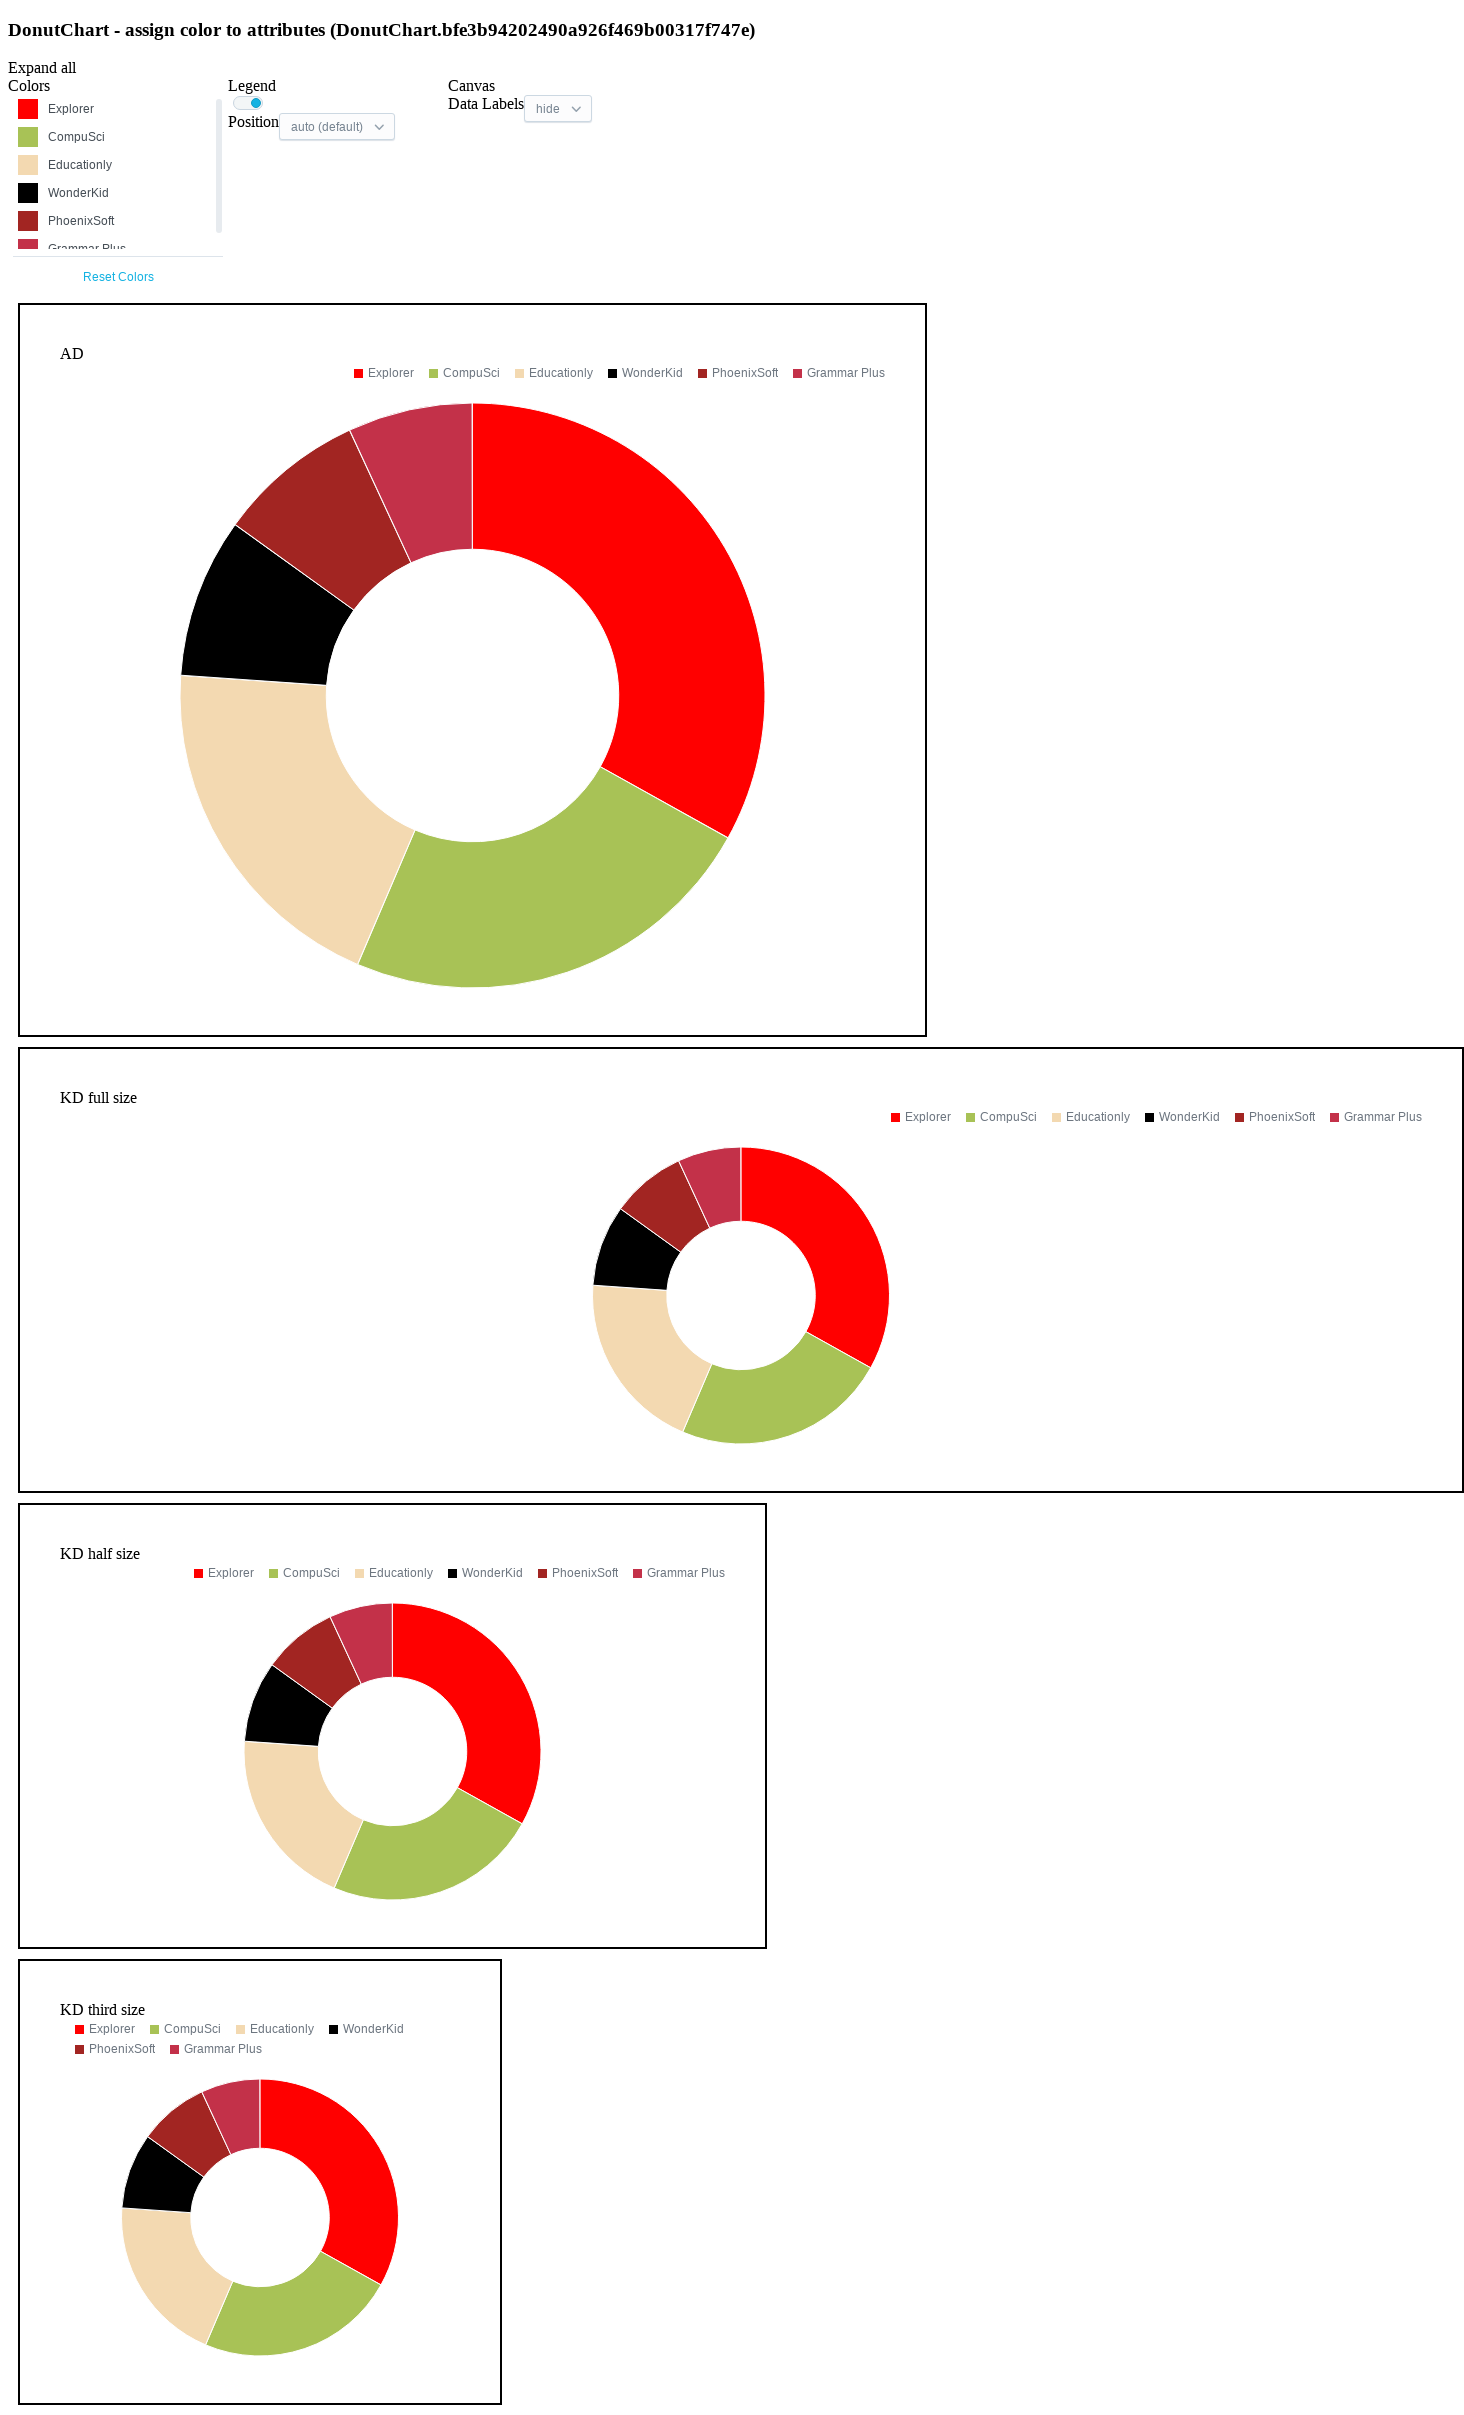 DonutChart - assign color to attributes (DonutChart.bfe3b94202490a926f469b00317f747e)
Expand all
Colors
Explorer
CompuSci
Educationly
WonderKid
PhoenixSoft
Grammar Plus
Reset Colors
Legend
Position auto (default)
Canvas
Data Labels hide
AD
Explorer CompuSci Educationly WonderKid PhoenixSoft Grammar Plus
KD full size
Explorer CompuSci Educationly WonderKid PhoenixSoft Grammar Plus
KD half size
Explorer CompuSci Educationly WonderKid PhoenixSoft Grammar Plus
KD third size
Explorer CompuSci Educationly WonderKid
PhoenixSoft Grammar Plus